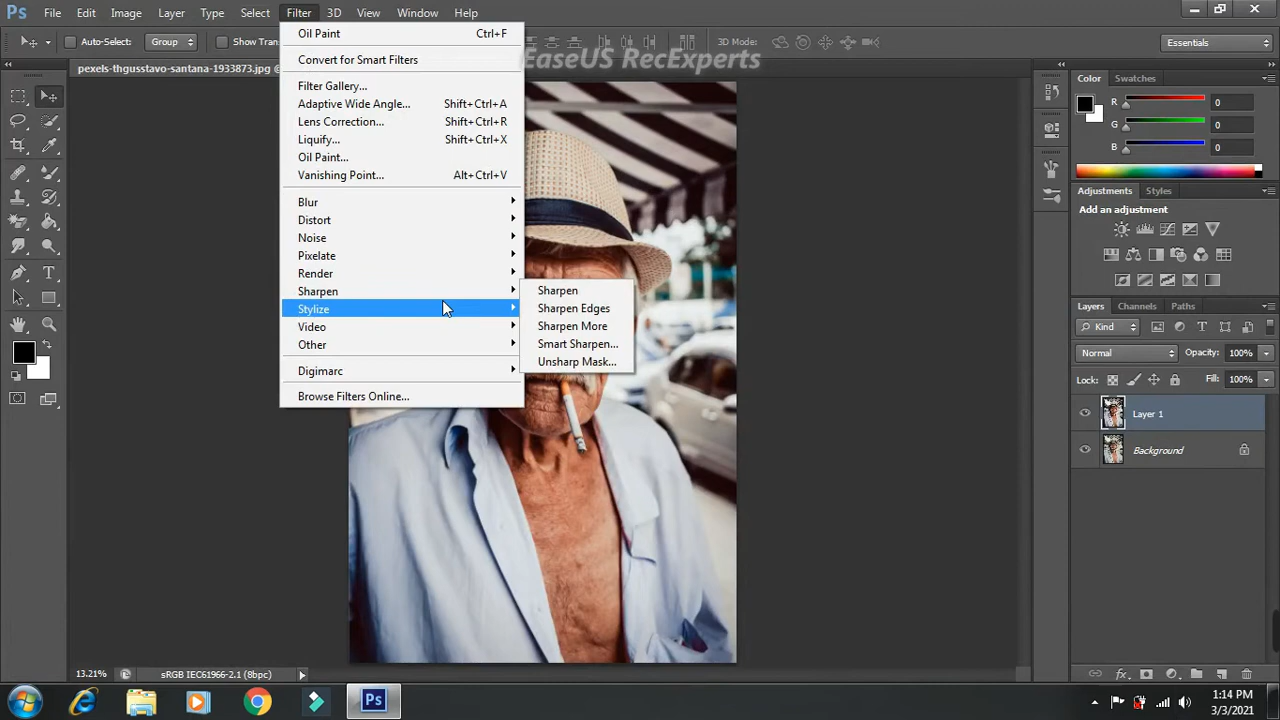 Ps File Edit Image Layer Type Select Filter 3D View Window Help
Auto-Select: Group Show Tran 3D Mode: Essentials
EaseUS RecExperts
pexels-thgusstavo-santana-1933873.jpg @
Oil Paint Ctrl+F
Convert for Smart Filters
Filter Gallery...
Adaptive Wide Angle... Shift+Ctrl+A
Lens Correction... Shift+Ctrl+R
Liquify... Shift+Ctrl+X
Oil Paint...
Vanishing Point... Alt+Ctrl+V
Blur
Distort
Noise
Pixelate
Render
Sharpen
Stylize
Video
Other
Digimarc
Browse Filters Online...
Sharpen
Sharpen Edges
Sharpen More
Smart Sharpen...
Unsharp Mask...
Color Swatches
R 0
G 0
B 0
Adjustments Styles
Add an adjustment
Layers Channels Paths
Kind
Normal Opacity: 100%
Lock: Fill: 100%
Layer 1
Background
13.21% sRGB IEC61966-2.1 (8bpc)
Ps
1:14 PM
3/3/2021